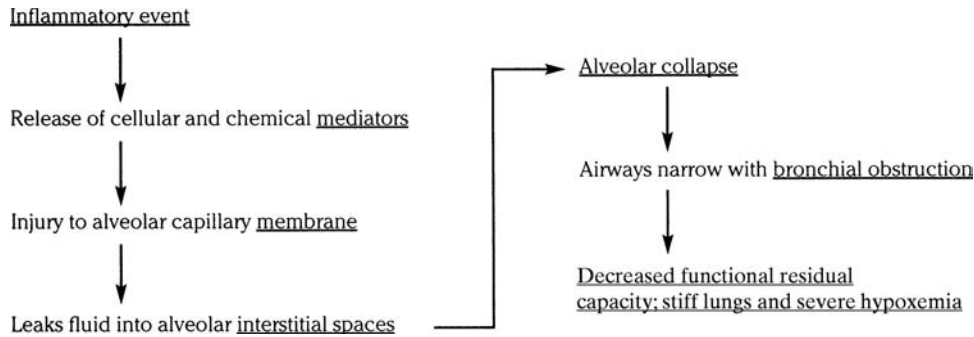 Inflammatory event
Release of cellular and chemical mediators
Injury to alveolar capillary membrane
Leaks fluid into alveolar interstitial spaces
Alveolar collapse
Airways narrow with bronchial obstruction
Decreased functional residual
capacity; stiff lungs and severe hypoxemia